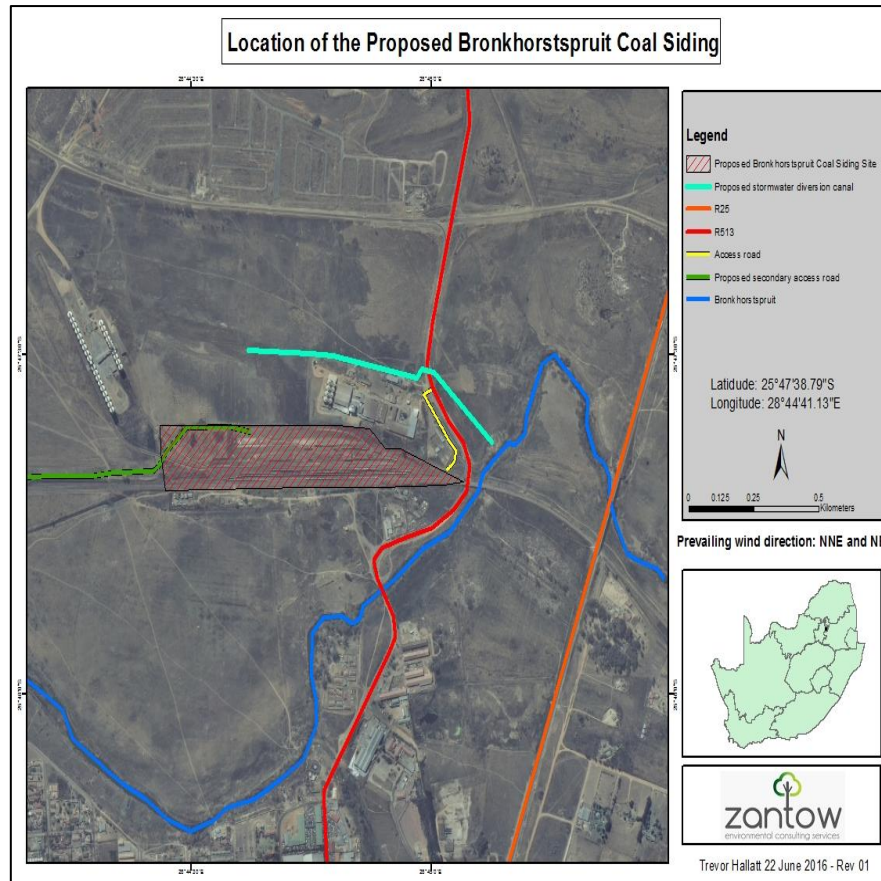 Location of the Proposed Bronkhorstspruit Coal Siding
Legend
Proposed Bronkhorstspruit Coal Siding Site
Proposed stormwater diversion canal
R25
R513
Access road
Proposed secondary access road
Bronkhorstspruit
Latidude: 25°47'38.79"S
Longitude: 28°44'41.13"E
N
0 0.125 0.25 0.5
Kilometers
Prevailing wind direction: NNE and NE
zantow
environmental consulting services
Trevor Hallatt 22 June 2016 - Rev 01